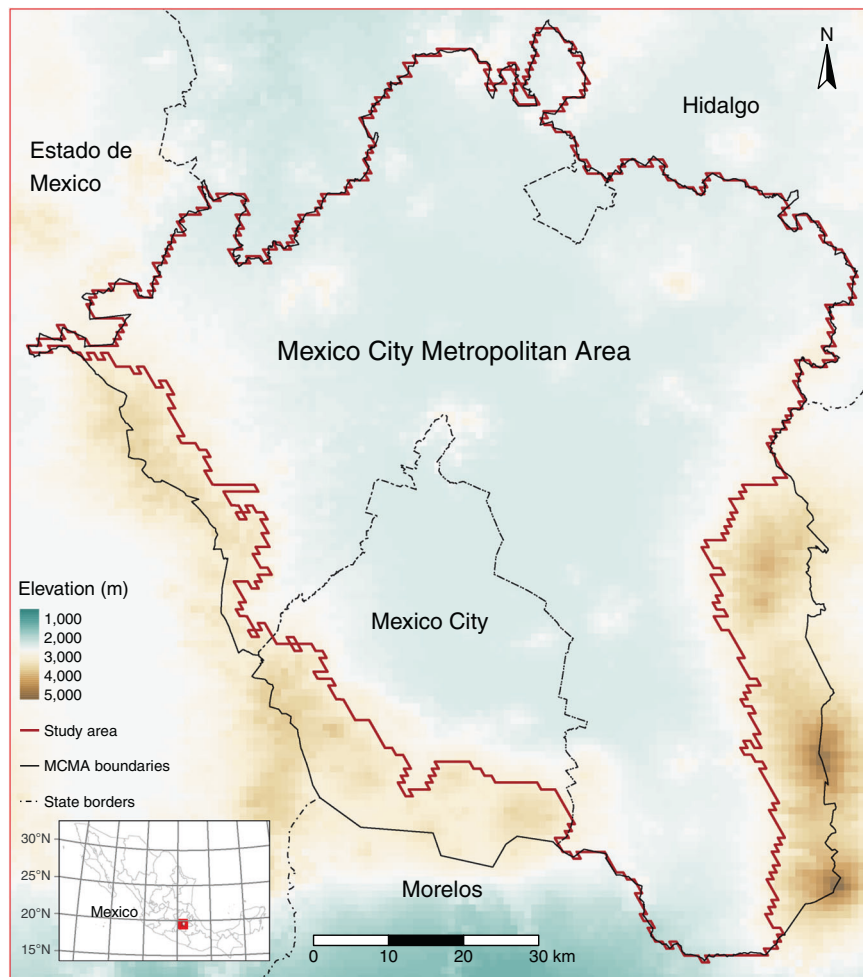 N
Hidalgo
Estado de
Mexico
Mexico City Metropolitan Area
Mexico City
Elevation (m)
1,000
2,000
3,000
4,000
5,000
Study area
MCMA boundaries
State borders
30°N
25°N
20°N
15°N
Mexico
Morelos
0 10 20 30 km